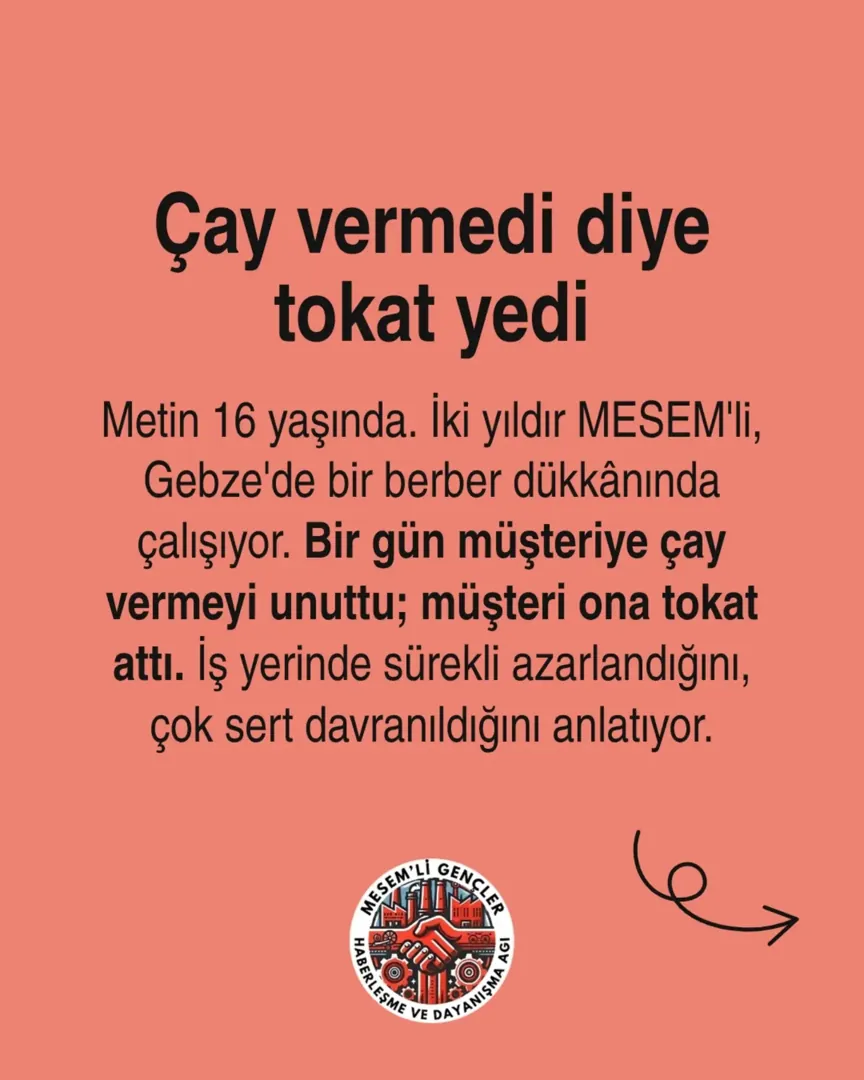 Çay vermedi diye
tokat yedi
Metin 16 yaşında. İki yıldır MESEM'li,
Gebze'de bir berber dükkânında
çalışıyor. Bir gün müşteriye çay
vermeyi unuttu; müşteri ona tokat
attı. İş yerinde sürekli azarlandığını,
çok sert davranıldığını anlatıyor.
MESEM'Lİ GENÇLER
HABERLEŞME VE DAYANIŞMA AGI